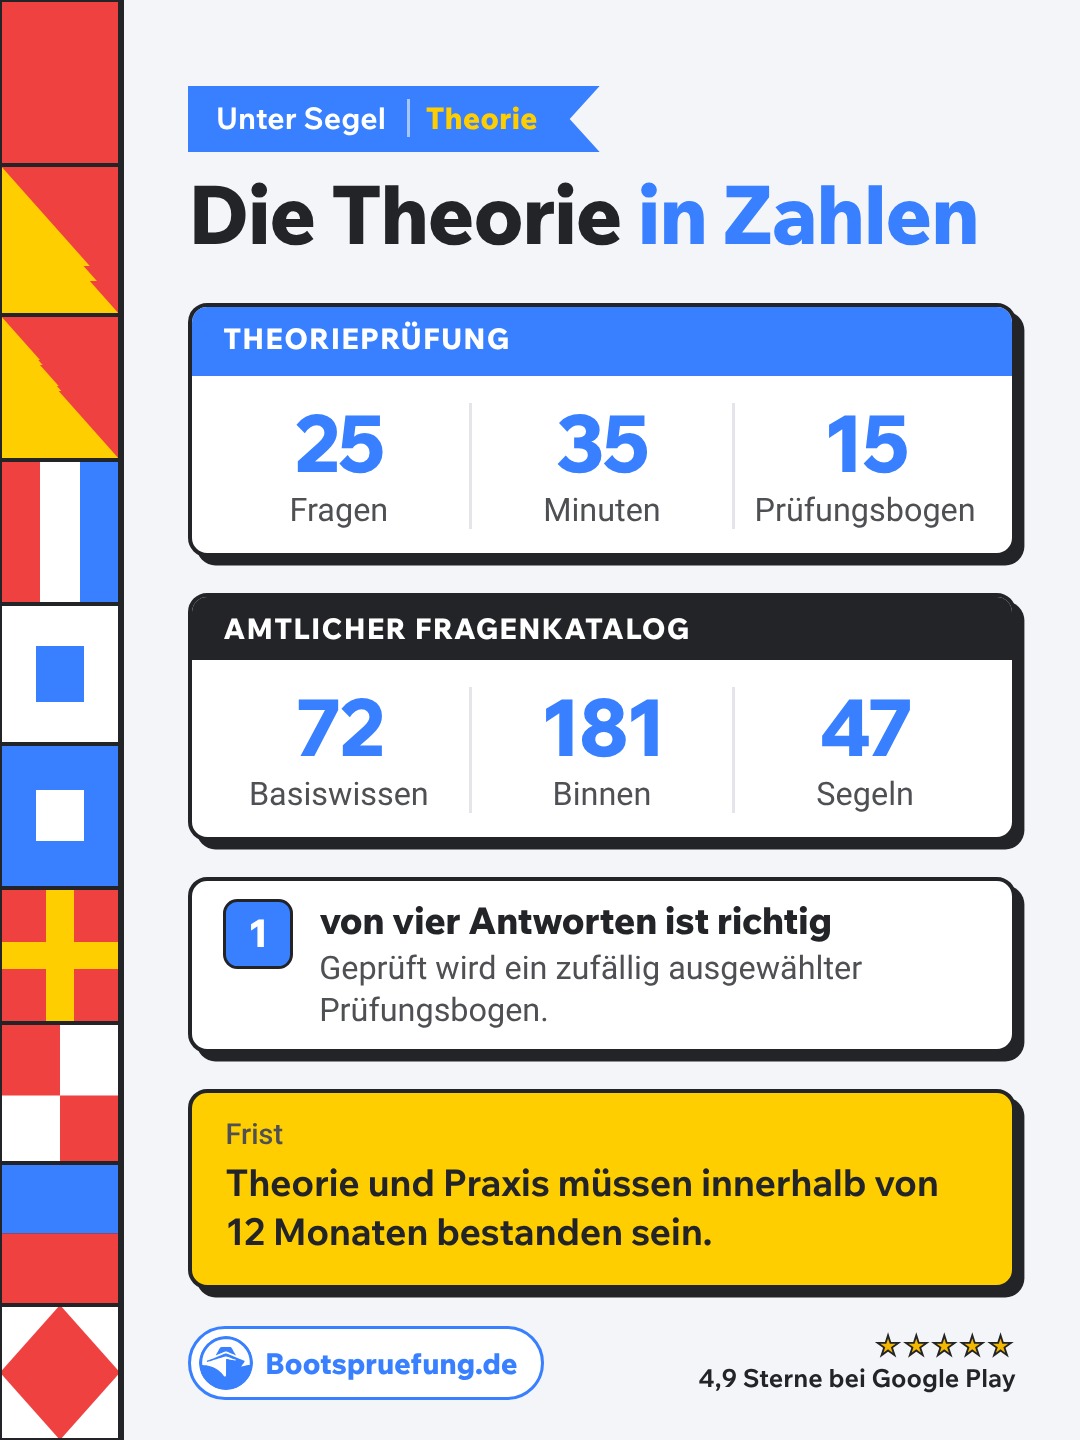 Unter Segel | Theorie
Die Theorie in Zahlen
THEORIEPRÜFUNG
25 35 15
Fragen Minuten Prüfungsbogen
AMTLICHER FRAGENKATALOG
72 181 47
Basiswissen Binnen Segeln
1 von vier Antworten ist richtig
Geprüft wird ein zufällig ausgewählter
Prüfungsbogen.
Frist
Theorie und Praxis müssen innerhalb von
12 Monaten bestanden sein.
Bootspruefung.de
★★★★★
4,9 Sterne bei Google Play